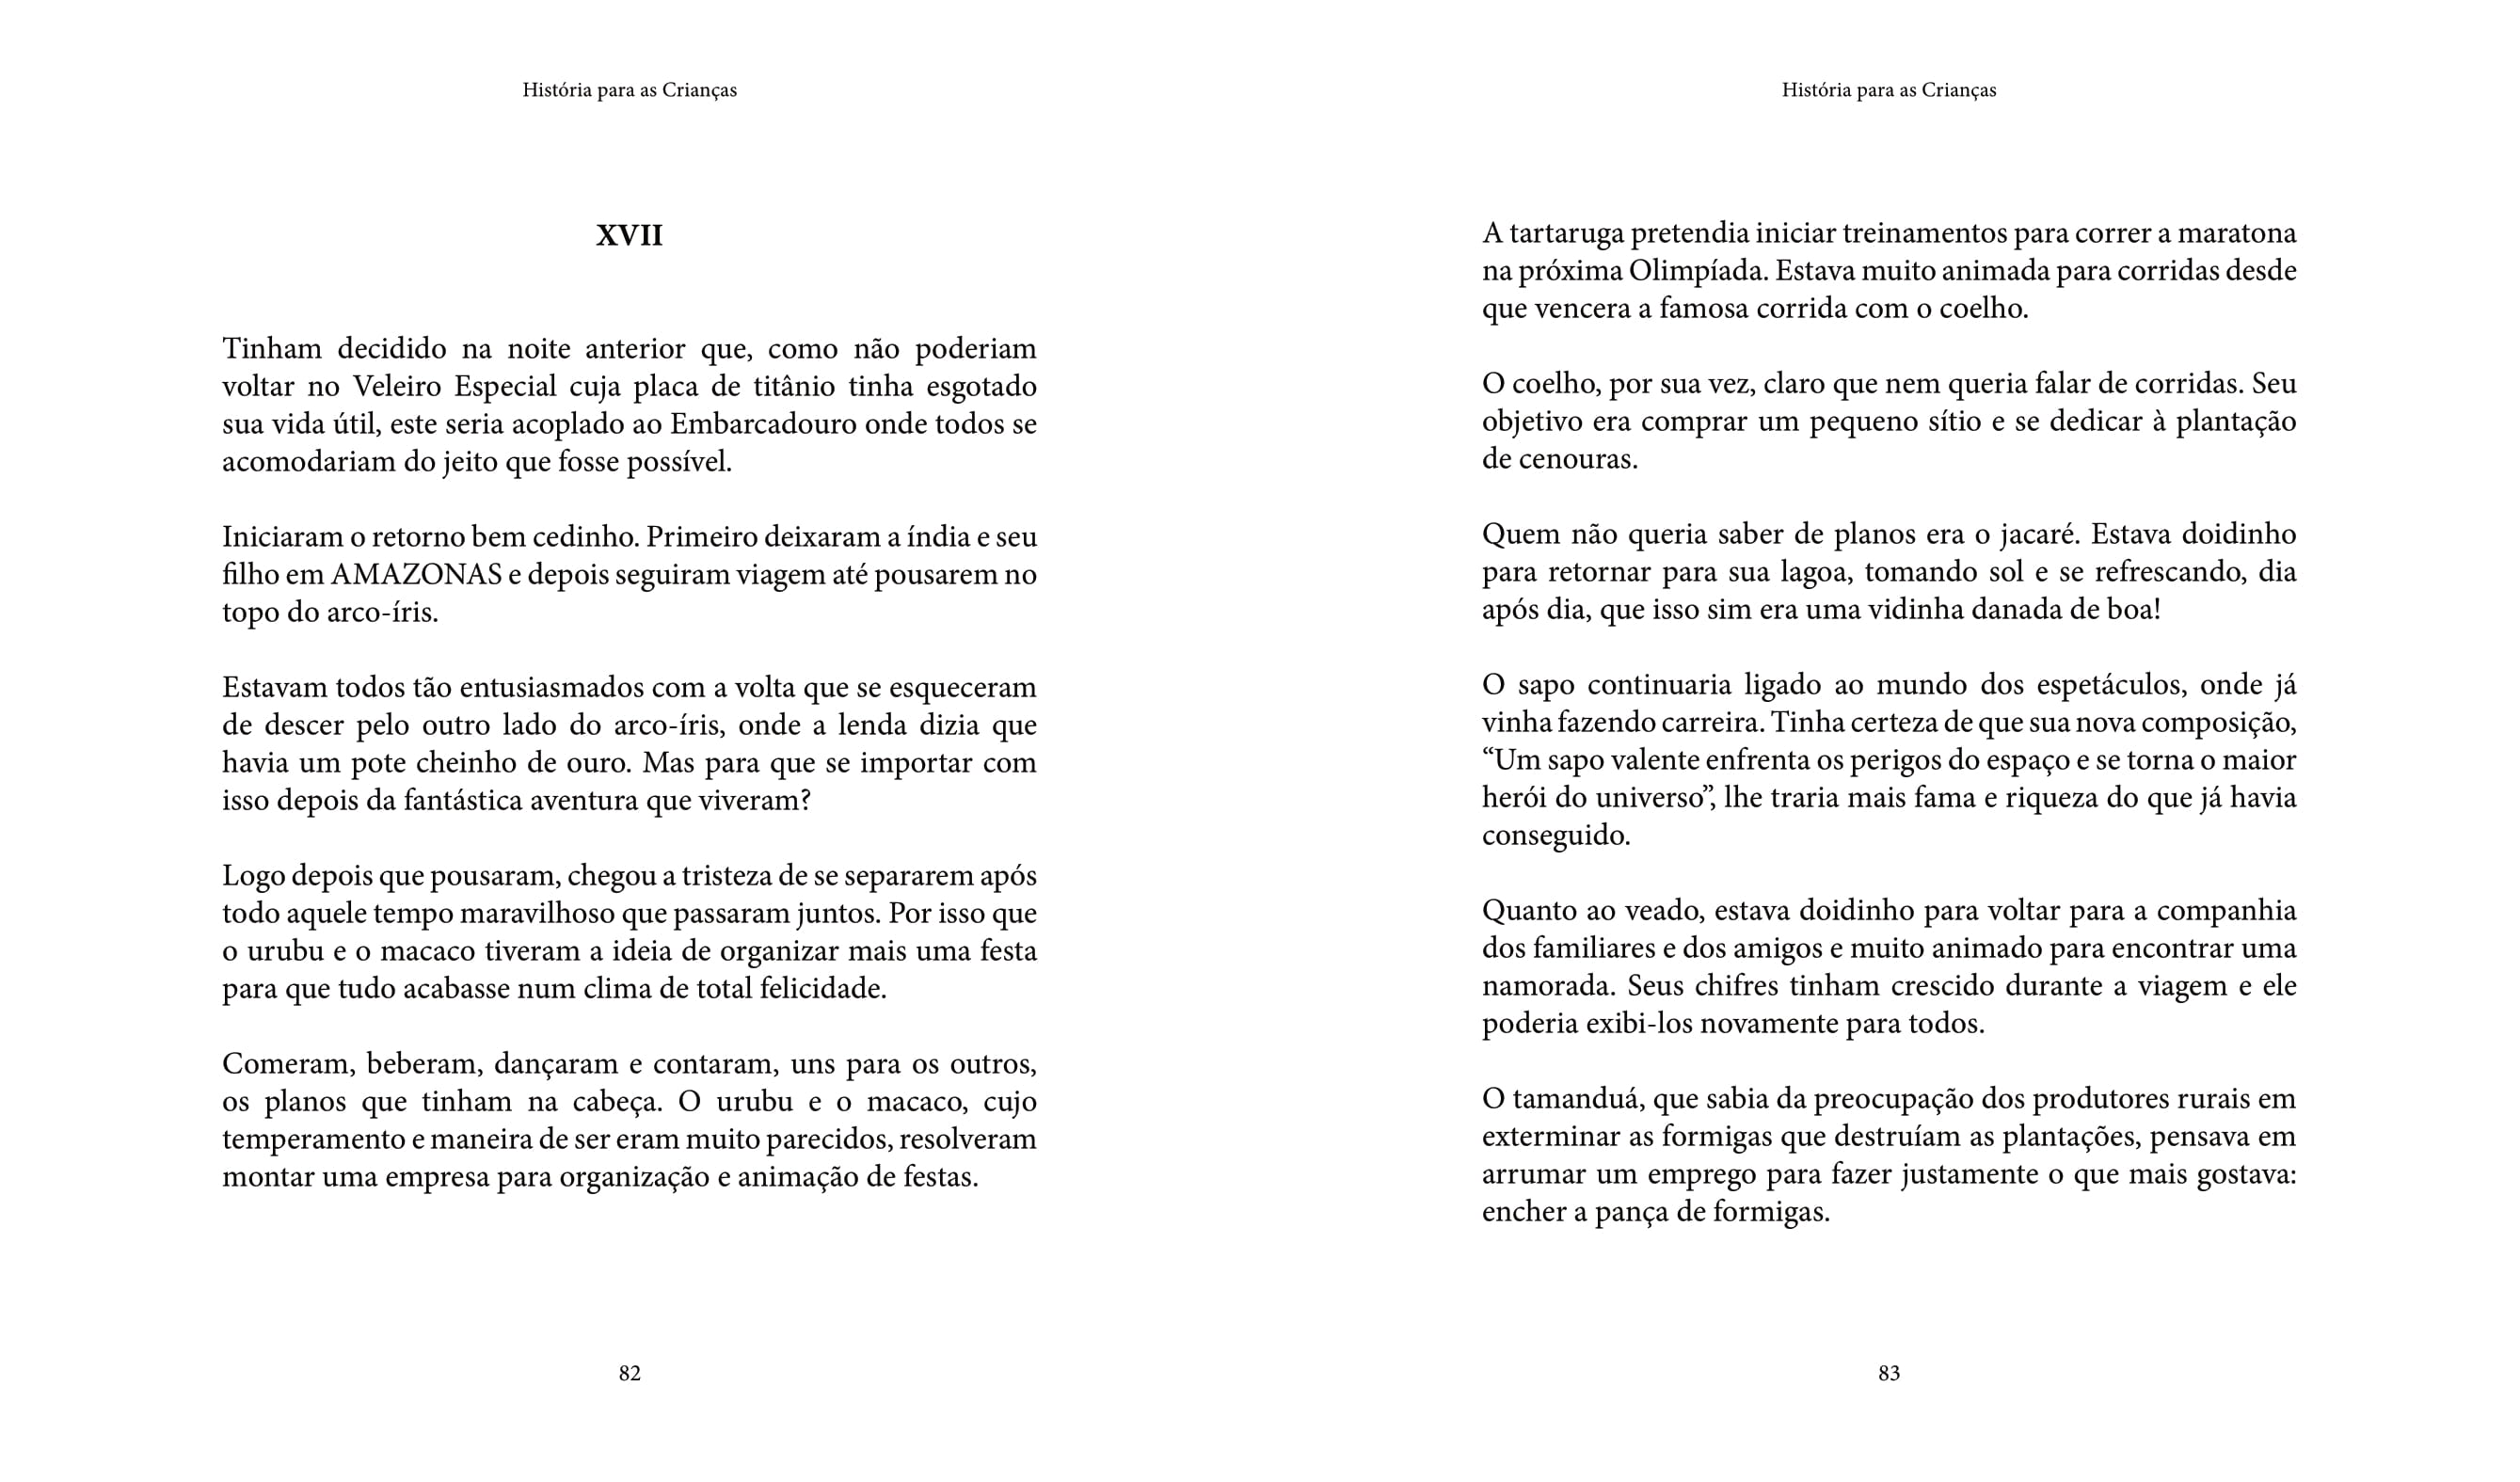 História para as Crianças
XVII
Tinham decidido na noite anterior que, como não poderiam
voltar no Veleiro Especial cuja placa de titânio tinha esgotado
sua vida útil, este seria acoplado ao Embarcadouro onde todos se
acomodariam do jeito que fosse possível.
Iniciaram o retorno bem cedinho. Primeiro deixaram a índia e seu
filho em AMAZONAS e depois seguiram viagem até pousarem no
topo do arco-íris.
Estavam todos tão entusiasmados com a volta que se esqueceram
de descer pelo outro lado do arco-íris, onde a lenda dizia que
havia um pote cheinho de ouro. Mas para que se importar com
isso depois da fantástica aventura que viveram?
Logo depois que pousaram, chegou a tristeza de se separarem após
todo aquele tempo maravilhoso que passaram juntos. Por isso que
o urubu e o macaco tiveram a ideia de organizar mais uma festa
para que tudo acabasse num clima de total felicidade.
Comeram, beberam, dançaram e contaram, uns para os outros,
os planos que tinham na cabeça. O urubu e o macaco, cujo
temperamento e maneira de ser eram muito parecidos, resolveram
montar uma empresa para organização e animação de festas.
82
História para as Crianças
A tartaruga pretendia iniciar treinamentos para correr a maratona
na próxima Olimpíada. Estava muito animada para corridas desde
que vencera a famosa corrida com o coelho.
O coelho, por sua vez, claro que nem queria falar de corridas. Seu
objetivo era comprar um pequeno sítio e se dedicar à plantação
de cenouras.
Quem não queria saber de planos era o jacaré. Estava doidinho
para retornar para sua lagoa, tomando sol e se refrescando, dia
após dia, que isso sim era uma vidinha danada de boa!
O sapo continuaria ligado ao mundo dos espetáculos, onde já
vinha fazendo carreira. Tinha certeza de que sua nova composição,
“Um sapo valente enfrenta os perigos do espaço e se torna o maior
herói do universo”, lhe traria mais fama e riqueza do que já havia
conseguido.
Quanto ao veado, estava doidinho para voltar para a companhia
dos familiares e dos amigos e muito animado para encontrar uma
namorada. Seus chifres tinham crescido durante a viagem e ele
poderia exibi-los novamente para todos.
O tamanduá, que sabia da preocupação dos produtores rurais em
exterminar as formigas que destruíam as plantações, pensava em
arrumar um emprego para fazer justamente o que mais gostava:
encher a pança de formigas.
83